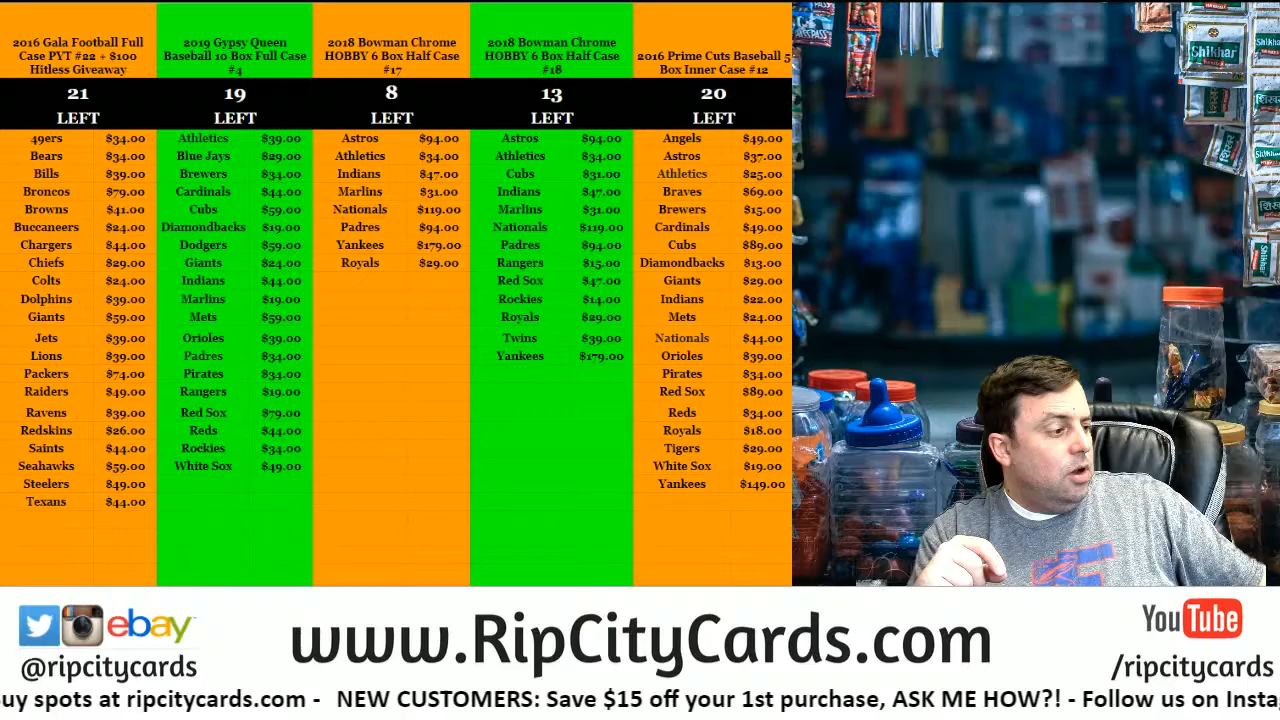 2016 Gala Football Full
Case PYT #22 + $100
Hitless Giveaway
21
LEFT
49ers $34.00
Bears $34.00
Bills $39.00
Broncos $79.00
Browns $41.00
Buccaneers $24.00
Chargers $44.00
Chiefs $29.00
Colts $24.00
Dolphins $39.00
Giants $59.00
Jets $39.00
Lions $39.00
Packers $74.00
Raiders $49.00
Ravens $39.00
Redskins $26.00
Saints $44.00
Seahawks $59.00
Steelers $49.00
Texans $44.00
2019 Gypsy Queen
Baseball 10 Box Full Case
#4
19
LEFT
Athletics $39.00
Blue Jays $29.00
Brewers $34.00
Cardinals $44.00
Cubs $59.00
Diamondbacks $19.00
Dodgers $59.00
Giants $24.00
Indians $44.00
Marlins $19.00
Mets $59.00
Orioles $39.00
Padres $34.00
Pirates $34.00
Rangers $19.00
Red Sox $79.00
Reds $44.00
Rockies $34.00
White Sox $49.00
2018 Bowman Chrome
HOBBY 6 Box Half Case
#17
8
LEFT
Astros $94.00
Athletics $34.00
Indians $47.00
Marlins $31.00
Nationals $119.00
Padres $94.00
Yankees $179.00
Royals $29.00
2018 Bowman Chrome
HOBBY 6 Box Half Case
#18
13
LEFT
Astros $94.00
Athletics $34.00
Cubs $31.00
Indians $47.00
Marlins $31.00
Nationals $119.00
Padres $94.00
Rangers $15.00
Red Sox $47.00
Rockies $14.00
Royals $29.00
Twins $39.00
Yankees $179.00
2016 Prime Cuts Baseball 5
Box Inner Case #12
20
LEFT
Angels $49.00
Astros $37.00
Athletics $25.00
Braves $69.00
Brewers $15.00
Cardinals $49.00
Cubs $89.00
Diamondbacks $13.00
Giants $29.00
Indians $22.00
Mets $24.00
Nationals $44.00
Orioles $39.00
Pirates $34.00
Red Sox $89.00
Reds $34.00
Royals $18.00
Tigers $29.00
White Sox $19.00
Yankees $149.00
Shikhar
Shikhar
ebay
@ripcitycards
www.RipCityCards.com
YouTube
/ripcitycards
uy spots at ripcitycards.com - NEW CUSTOMERS: Save $15 off your 1st purchase, ASK ME HOW?! - Follow us on Insta